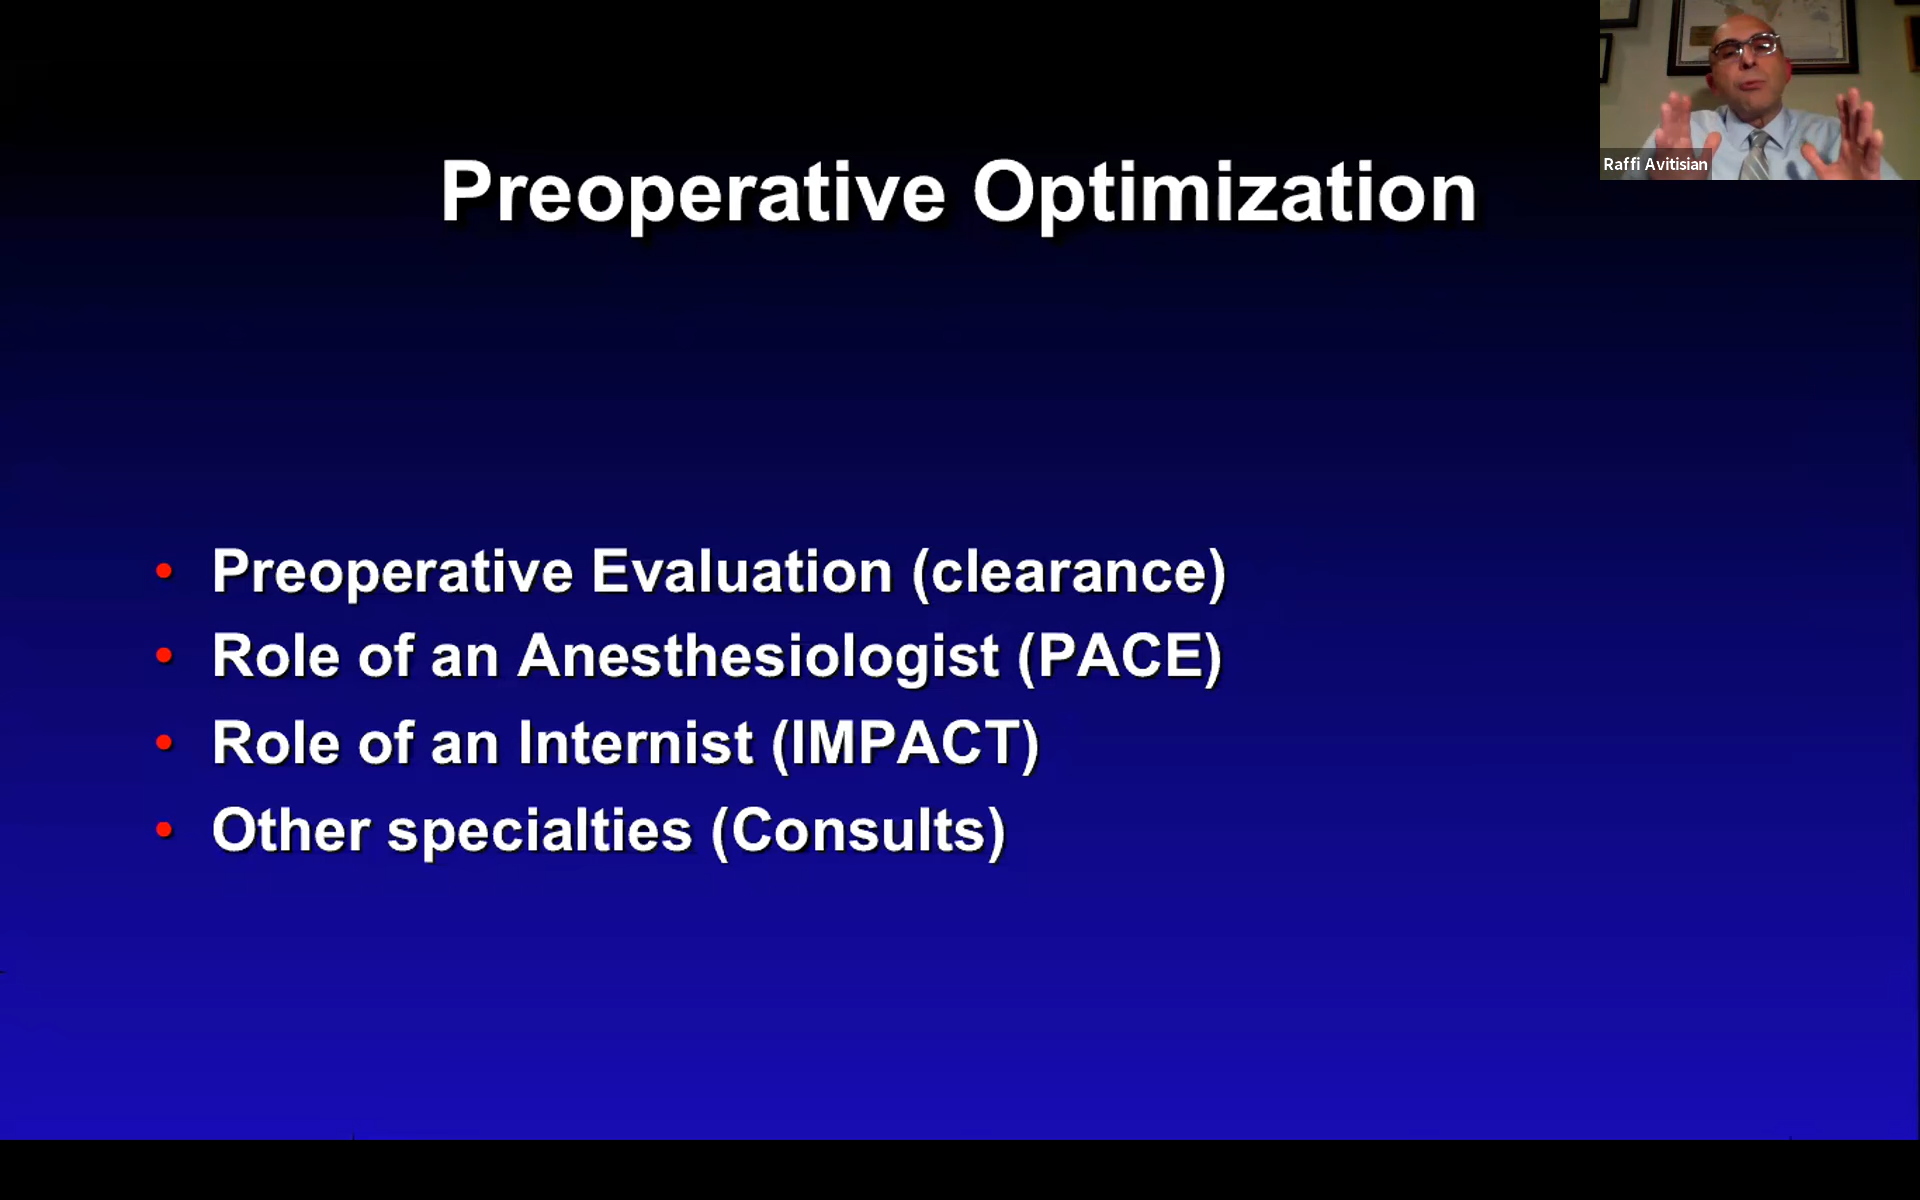 Preoperative Optimization
Raffi Avitisian
• Preoperative Evaluation (clearance)
• Role of an Anesthesiologist (PACE)
• Role of an Internist (IMPACT)
• Other specialties (Consults)